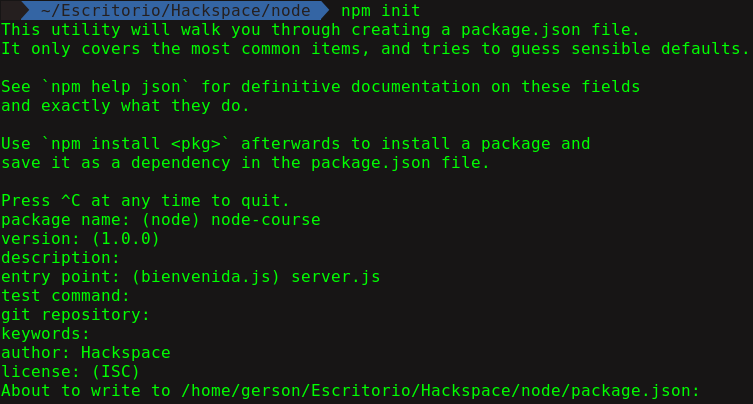 ~/Escritorio/Hackspace/node npm init
This utility will walk you through creating a package.json file.
It only covers the most common items, and tries to guess sensible defaults.
See `npm help json` for definitive documentation on these fields
and exactly what they do.
Use `npm install <pkg>` afterwards to install a package and
save it as a dependency in the package.json file.
Press ^C at any time to quit.
package name: (node) node-course
version: (1.0.0)
description:
entry point: (bienvenida.js) server.js
test command:
git repository:
keywords:
author: Hackspace
license: (ISC)
About to write to /home/gerson/Escritorio/Hackspace/node/package.json: